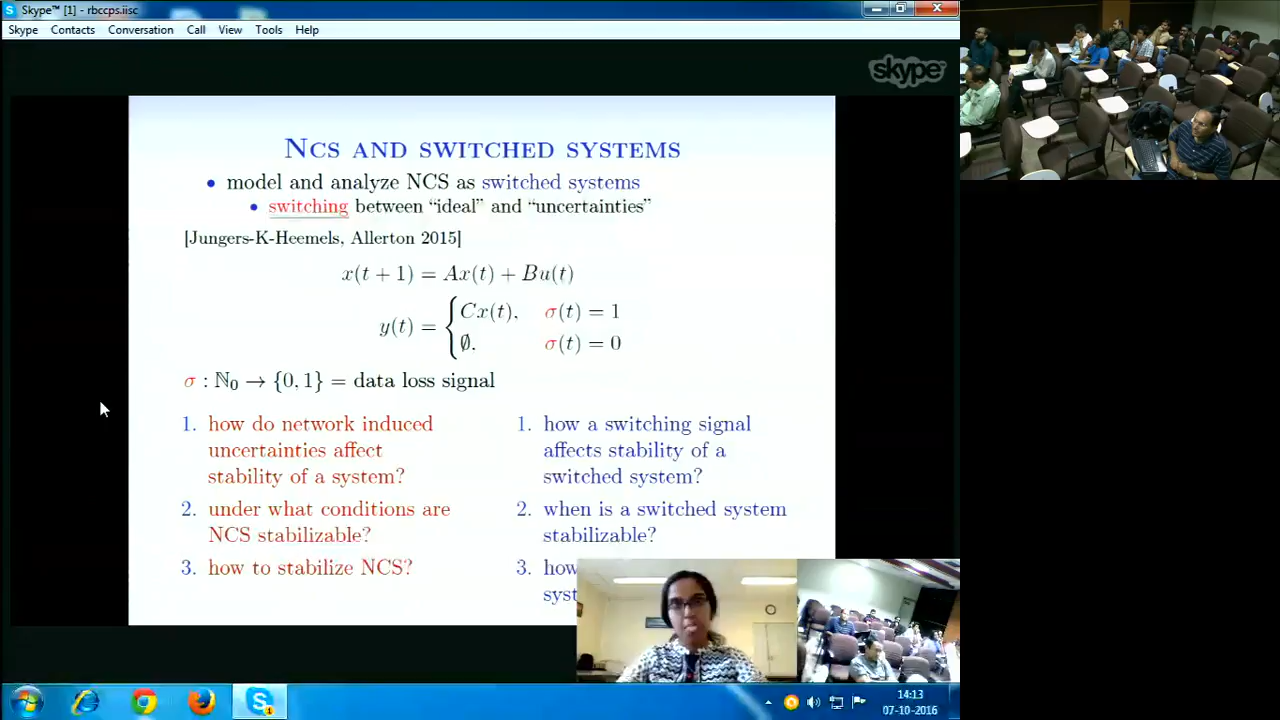 Skype™ [1] - rbccps.iisc
Skype Contacts Conversation Call View Tools Help
skype
NCS AND SWITCHED SYSTEMS
• model and analyze NCS as switched systems
• switching between “ideal” and “uncertainties”
[Jungers-K-Heemels, Allerton 2015]
x(t + 1) = Ax(t) + Bu(t)
y(t) = { Cx(t), σ(t) = 1
∅, σ(t) = 0
σ : ℕ₀ → {0, 1} = data loss signal
1. how do network induced
uncertainties affect
stability of a system?
2. under what conditions are
NCS stabilizable?
3. how to stabilize NCS?
1. how a switching signal
affects stability of a
switched system?
2. when is a switched system
stabilizable?
3. how
syst
14:13
07-10-2016